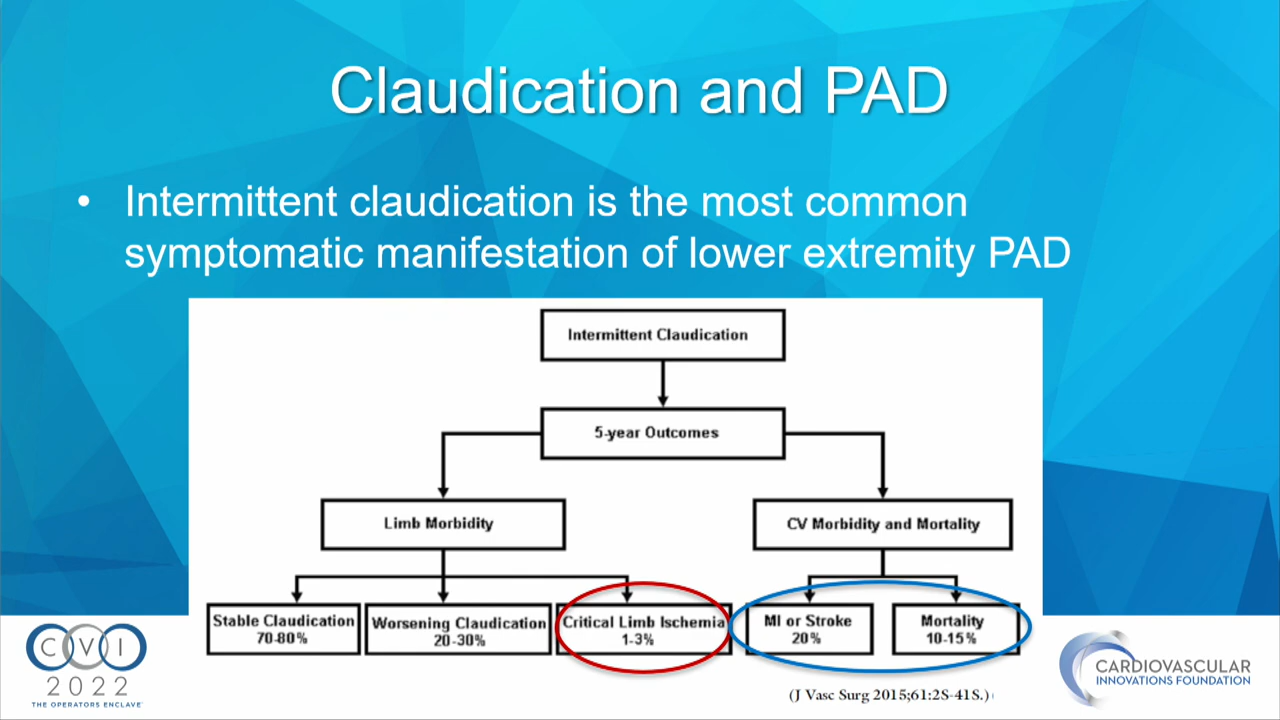 Claudication and PAD
• Intermittent claudication is the most common
symptomatic manifestation of lower extremity PAD
Intermittent Claudication
5-year Outcomes
Limb Morbidity
CV Morbidity and Mortality
Stable Claudication
70-80%
Worsening Claudication
20-30%
Critical Limb Ischemia
1-3%
MI or Stroke
20%
Mortality
10-15%
(J Vasc Surg 2015;61:2S-41S.)
CVI
2022
THE OPERATORS ENCLAVE
CARDIOVASCULAR
INNOVATIONS FOUNDATION